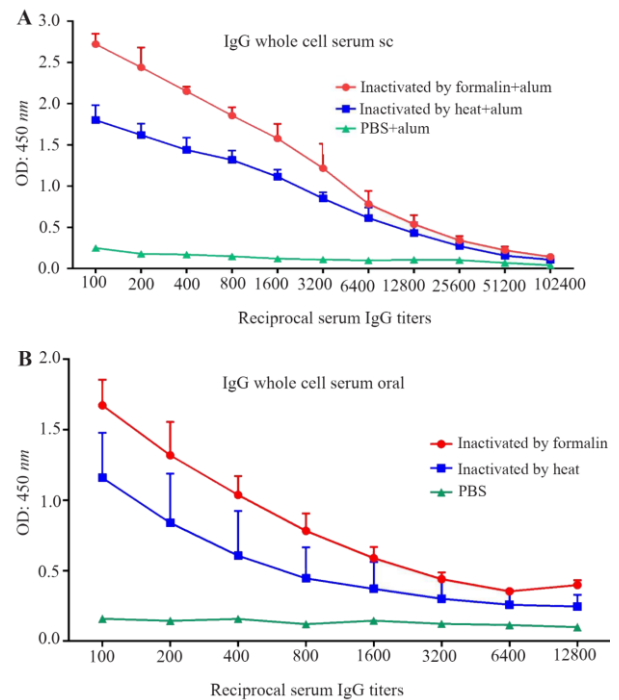 A
IgG whole cell serum sc
3.0
2.5
2.0
1.5
1.0
0.5
0.0
OD: 450 nm
Inactivated by formalin+alum
Inactivated by heat+alum
PBS+alum
100 200 400 800 1600 3200 6400 12800 25600 51200 102400
Reciprocal serum IgG titers
B
IgG whole cell serum oral
2.0
1.5
1.0
0.5
0.0
OD: 450 nm
Inactivated by formalin
Inactivated by heat
PBS
100 200 400 800 1600 3200 6400 12800
Reciprocal serum IgG titers